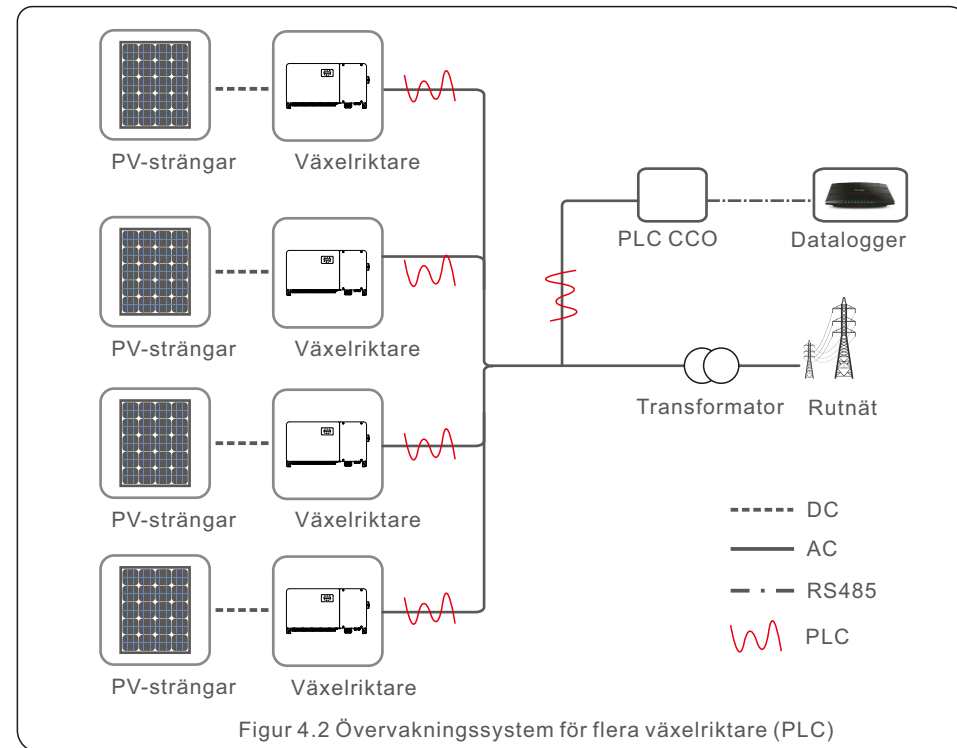 PV-strängar
Växelriktare
PLC CCO
Datalogger
PV-strängar
Växelriktare
Transformator
Rutnät
PV-strängar
Växelriktare
DC
AC
RS485
PLC
PV-strängar
Växelriktare
Figur 4.2 Övervakningssystem för flera växelriktare (PLC)